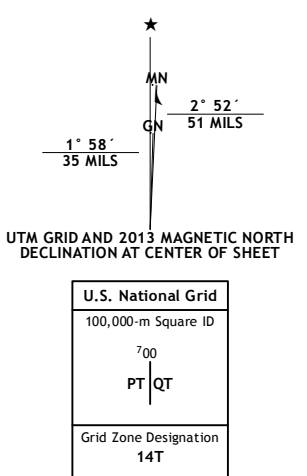 ★
MN
GN
2° 52´
51 MILS
1° 58´
35 MILS
UTM GRID AND 2013 MAGNETIC NORTH
DECLINATION AT CENTER OF SHEET
U.S. National Grid
100,000-m Square ID
⁷00
PT QT
Grid Zone Designation
14T